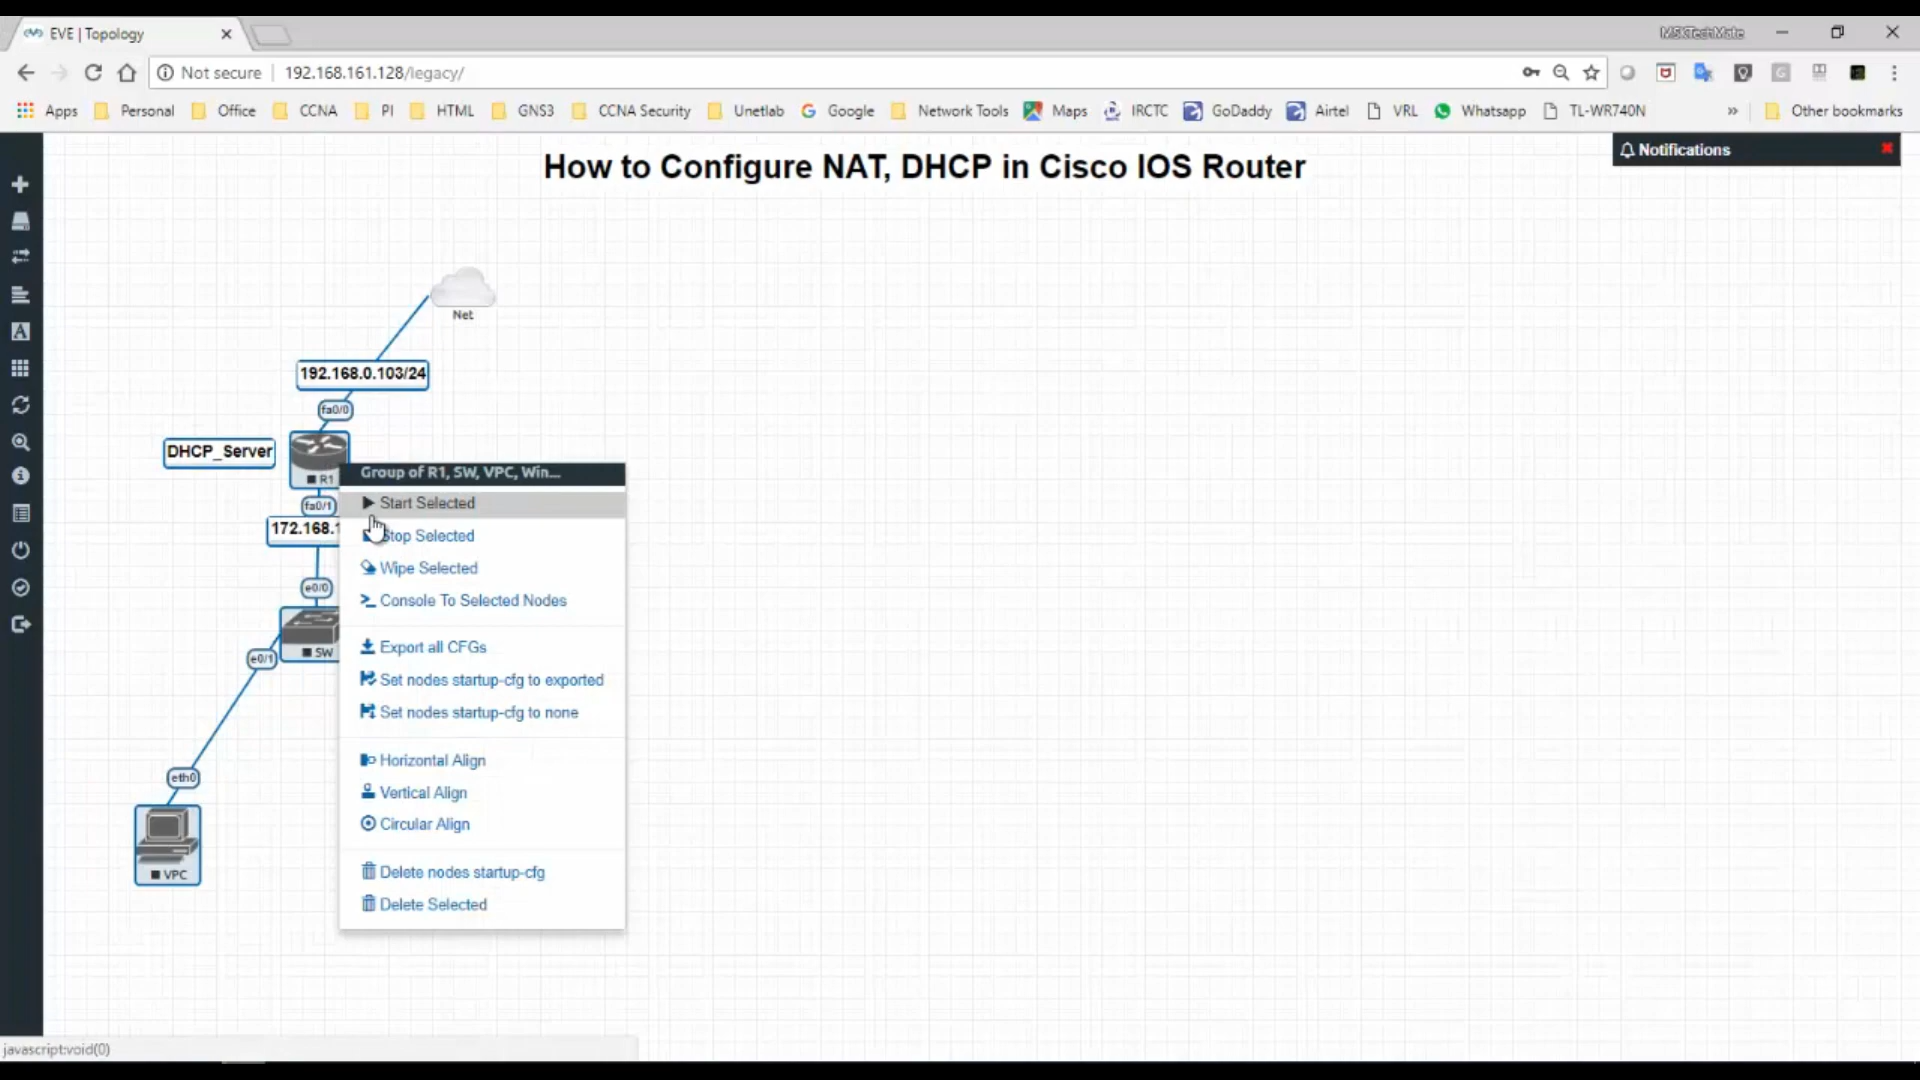 EVE | Topology
MSKTechMate
Not secure
192.168.161.128/legacy/
Apps
Personal
Office
CCNA
PI
HTML
GNS3
CCNA Security
Unetlab
Google
Network Tools
Maps
IRCTC
GoDaddy
Airtel
VRL
Whatsapp
TL-WR740N
»
Other bookmarks
How to Configure NAT, DHCP in Cisco IOS Router
Notifications
Net
192.168.0.103/24
fa0/0
DHCP_Server
R1
fa0/1
172.168.1
e0/0
SW
e0/1
eth0
VPC
Group of R1, SW, VPC, Win...
Start Selected
Stop Selected
Wipe Selected
Console To Selected Nodes
Export all CFGs
Set nodes startup-cfg to exported
Set nodes startup-cfg to none
Horizontal Align
Vertical Align
Circular Align
Delete nodes startup-cfg
Delete Selected
javascript:void(0)